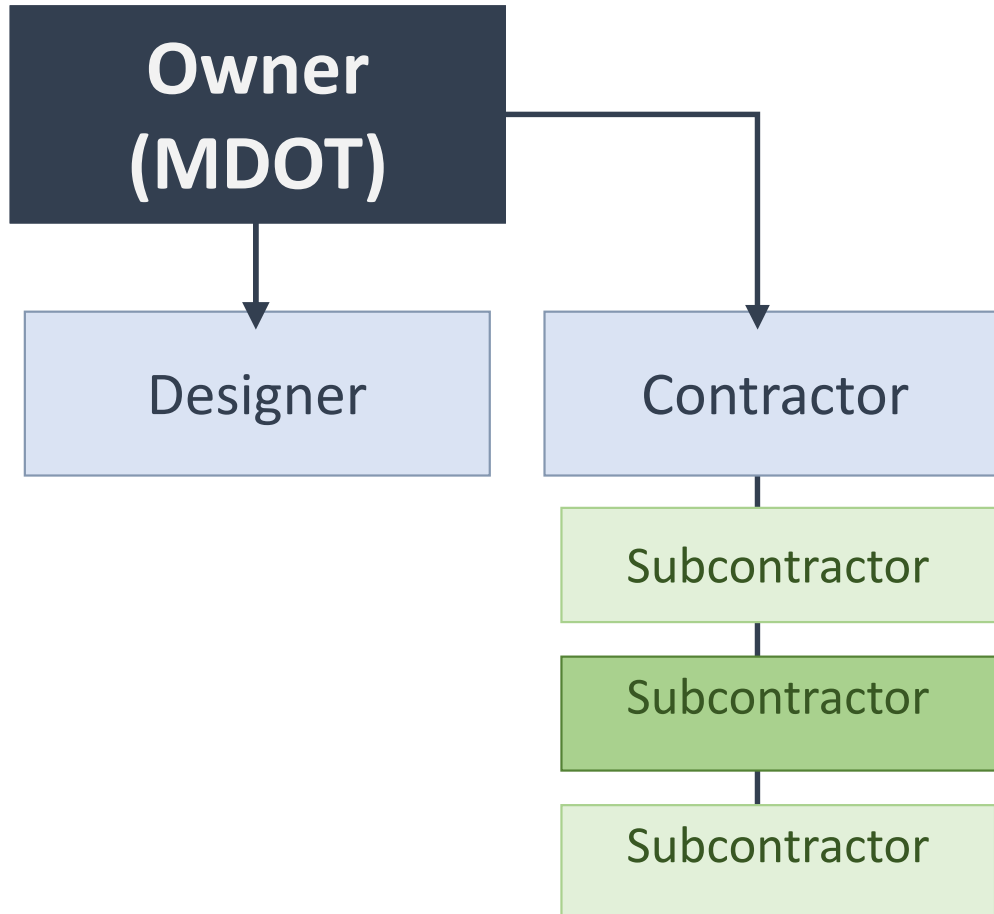 Owner
(MDOT)
Designer
Contractor
Subcontractor
Subcontractor
Subcontractor